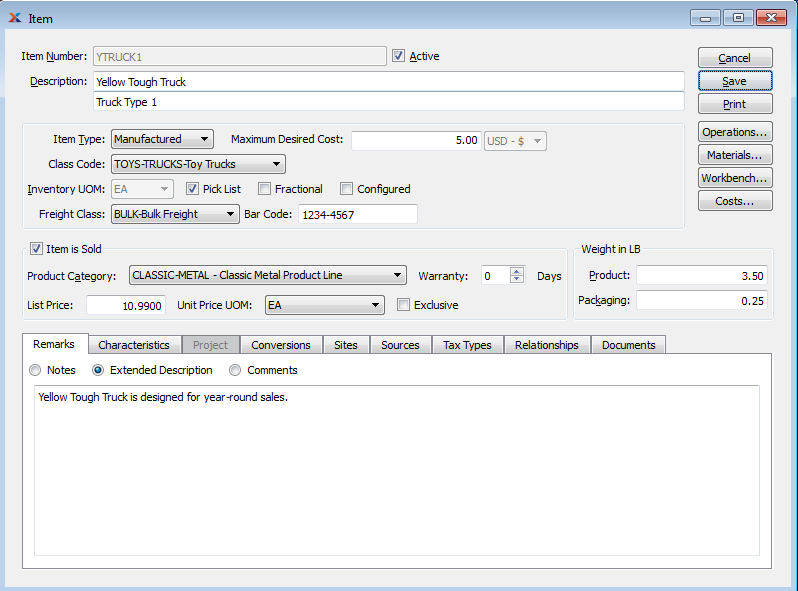 Item
Item Number: YTRUCK1 Active
Cancel
Description: Yellow Tough Truck
Save
Truck Type 1
Print
Item Type: Manufactured Maximum Desired Cost: 5.00 USD - $
Operations...
Class Code: TOYS-TRUCKS-Toy Trucks
Materials...
Inventory UOM: EA Pick List Fractional Configured
Workbench...
Freight Class: BULK-Bulk Freight Bar Code: 1234-4567
Costs...
Item is Sold
Weight in LB
Product Category: CLASSIC-METAL - Classic Metal Product Line Warranty: 0 Days
Product: 3.50
List Price: 10.9900 Unit Price UOM: EA Exclusive
Packaging: 0.25
Remarks Characteristics Project Conversions Sites Sources Tax Types Relationships Documents
Notes Extended Description Comments
Yellow Tough Truck is designed for year-round sales.